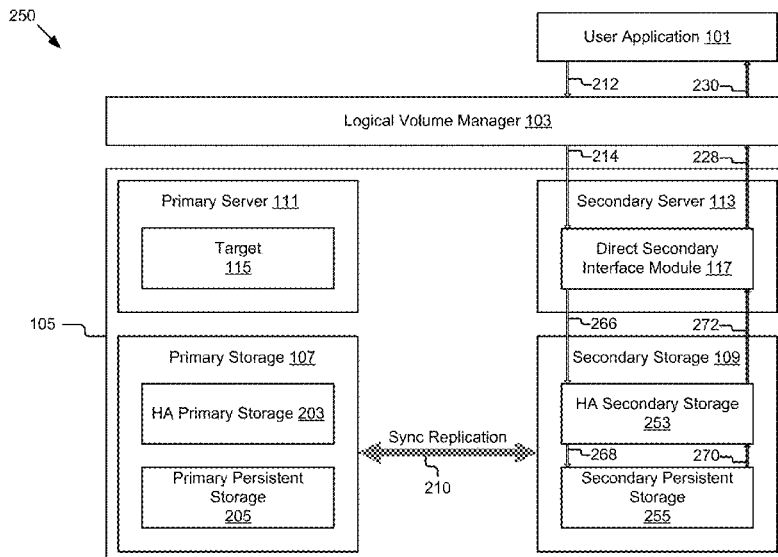 250
User Application 101
212
230
Logical Volume Manager 103
214
228
Primary Server 111
Secondary Server 113
Target
115
Direct Secondary
Interface Module 117
105
266
272
Primary Storage 107
Secondary Storage 109
HA Primary Storage 203
HA Secondary Storage
253
Sync Replication
210
268
270
Primary Persistent
Storage
205
Secondary Persistent
Storage
255